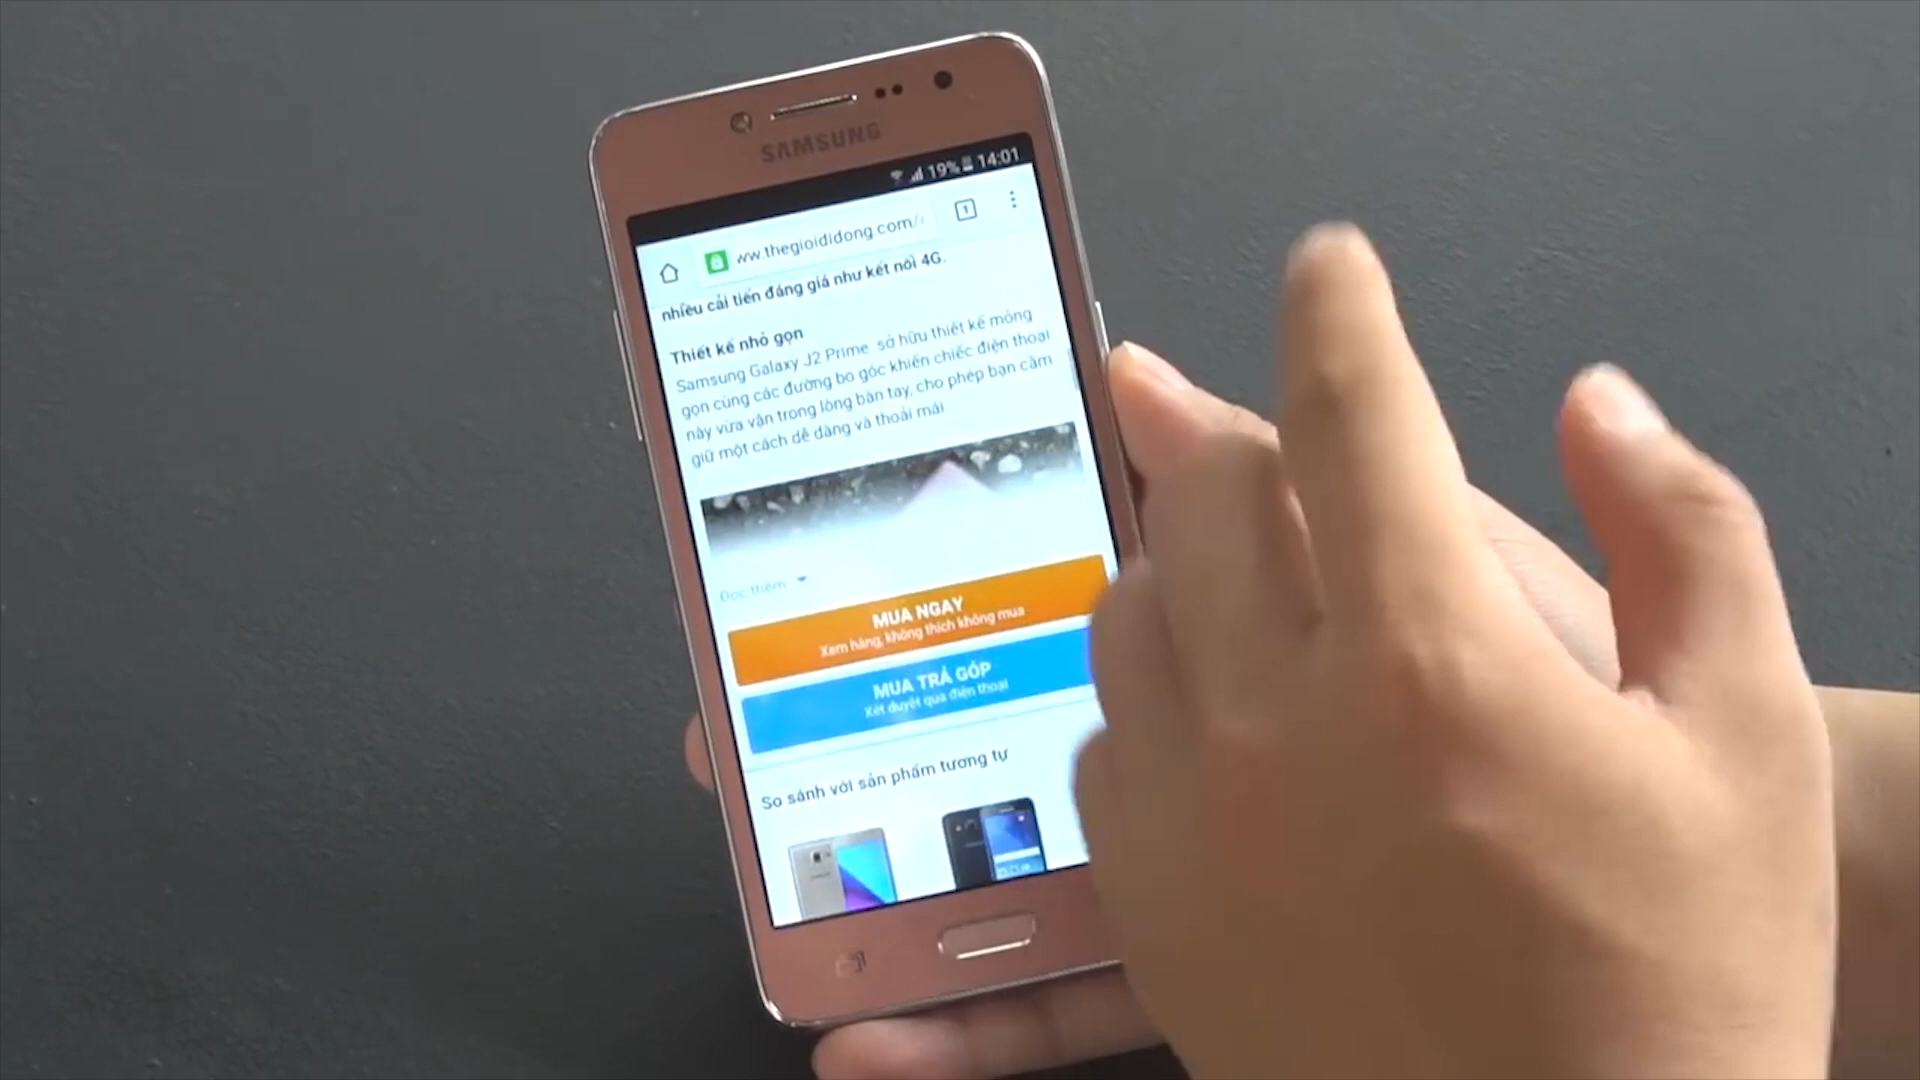 SAMSUNG
19% 14:01
1
ww.thegioididong.com/
nhiều cải tiến đáng giá như kết nối 4G.
Thiết kế nhỏ gọn
Samsung Galaxy J2 Prime sở hữu thiết kế mỏng
gọn cùng các đường bo góc khiến chiếc điện thoại
này vừa vặn trong lòng bàn tay, cho phép bạn cầm
giữ một cách dễ dàng và thoải mái
Đọc thêm
MUA NGAY
Xem hàng, không thích không mua
MUA TRẢ GÓP
Xét duyệt qua điện thoại
So sánh với sản phẩm tương tự